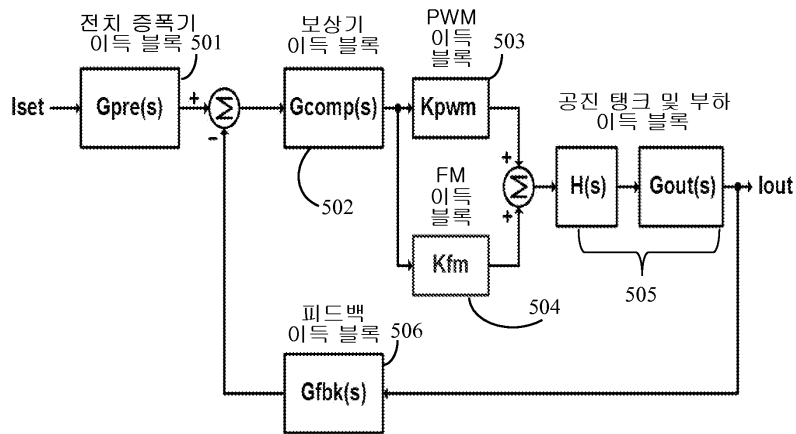 전치 증폭기
이득 블록
501
보상기
이득 블록
PWM
이득
블록
503
공진 탱크 및 부하
이득 블록
Iset
Gpre(s)
+
Σ
-
Gcomp(s)
Kpwm
502
FM
이득
블록
+
Σ
+
H(s)
Gout(s)
Iout
Kfm
504
505
피드백
이득 블록
506
Gfbk(s)